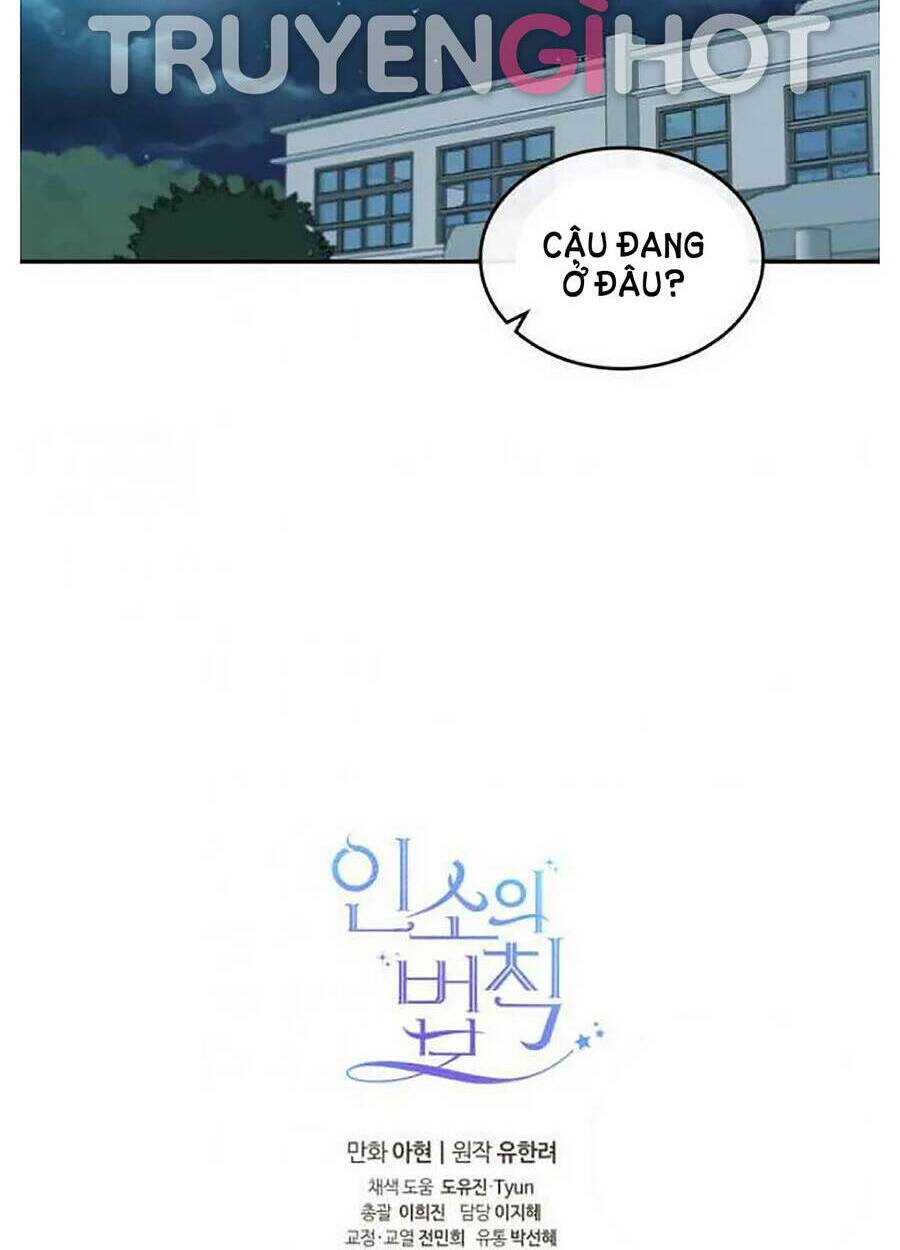 TRUYENGÌHOT
CẬU ĐANG
Ở ĐÂU?
인소의
법칙
만화 아현 | 원작 유한려
채색 도움 도유진·Tyun
총괄 이희진 담당 이지혜
교정·교열 전민희 유통 박선혜